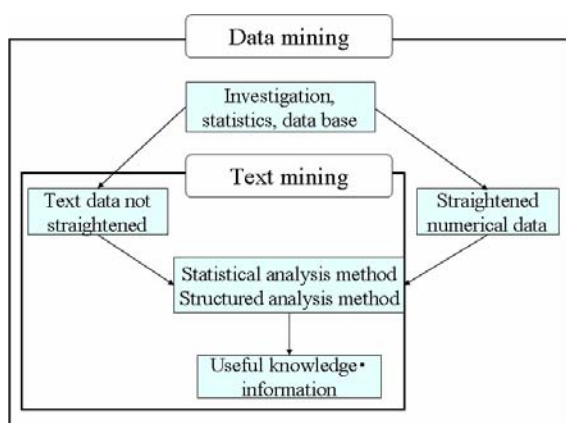 Data mining
Investigation,
statistics, data base
Text mining
Text data not
straightened
Straightened
numerical data
Statistical analysis method
Structured analysis method
Useful knowledge・
information